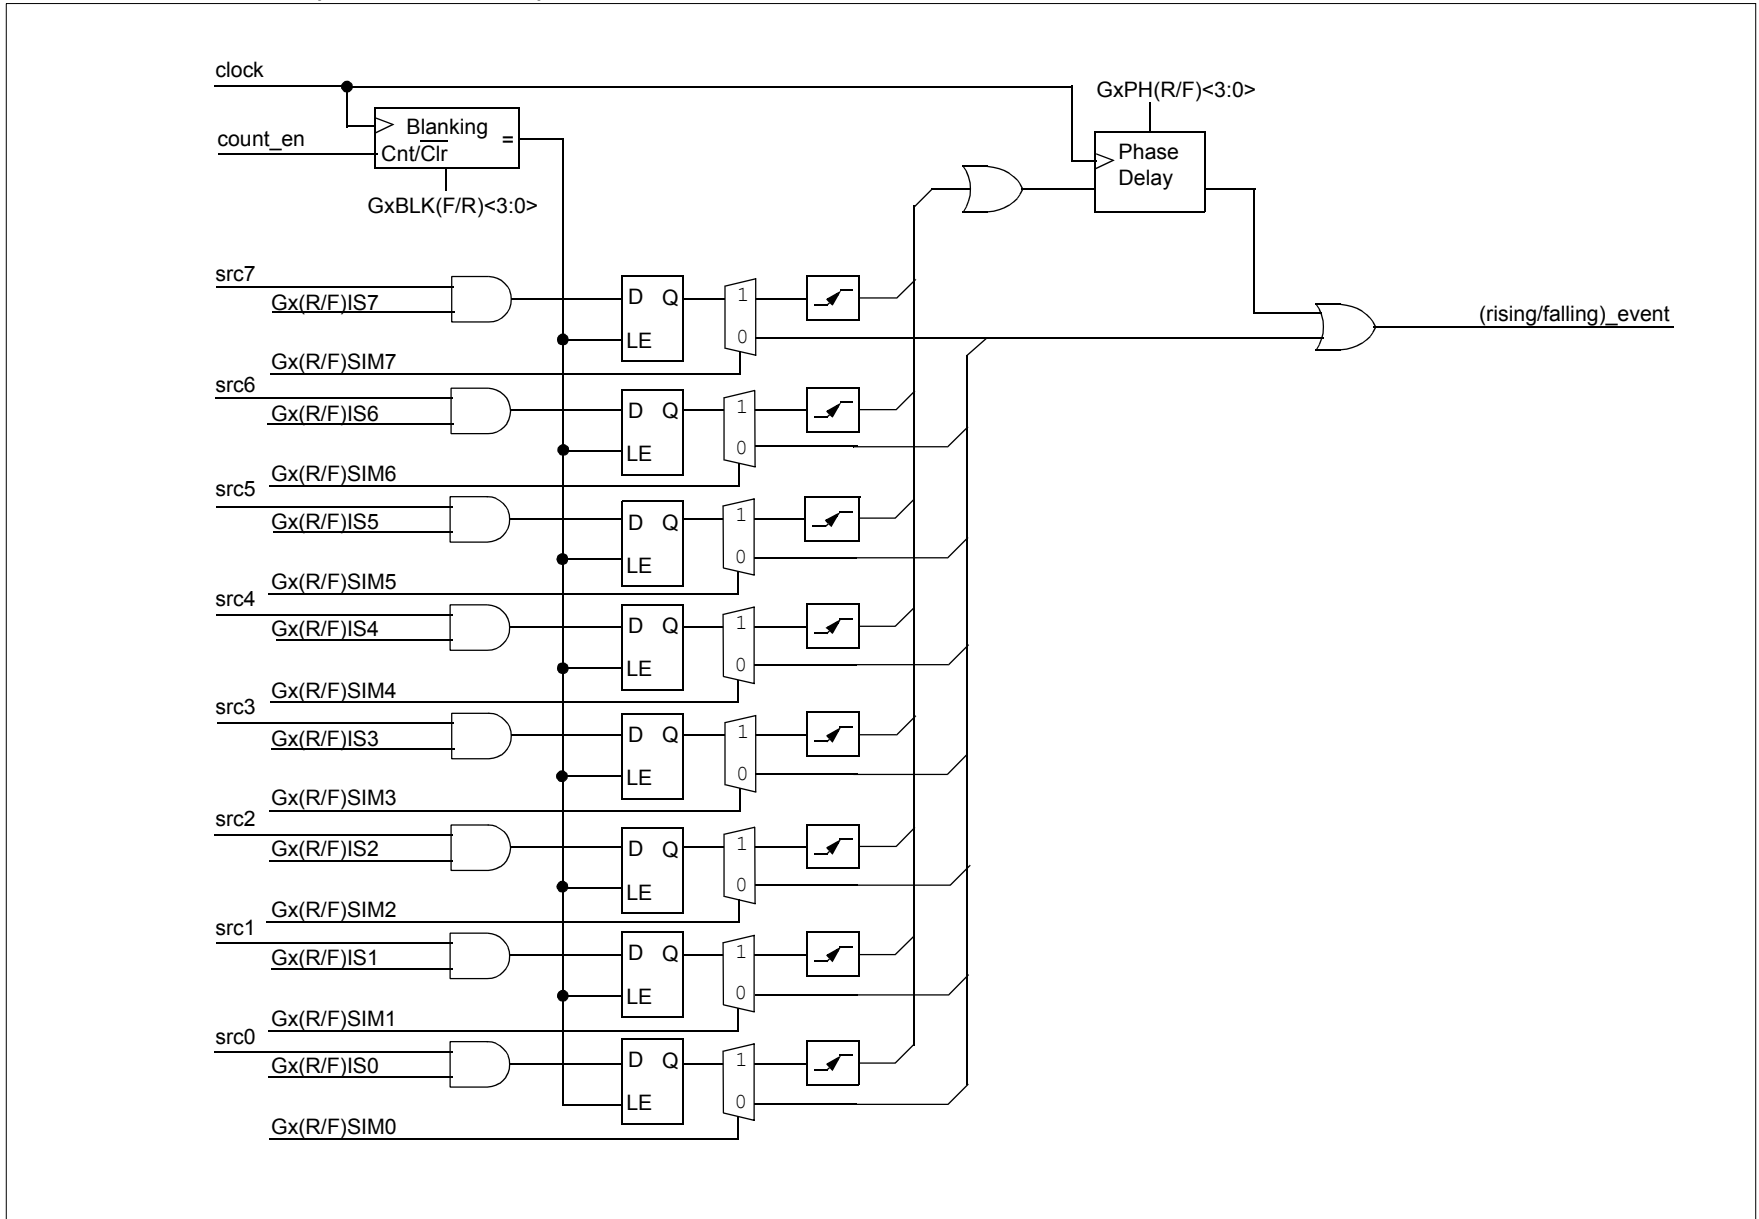 clock
GxPH(R/F)<3:0>
Blanking
=
count_en
Cnt/Clr
Phase
Delay
GxBLK(F/R)<3:0>
src7
Gx(R/F)IS7
D Q
1
LE
0
(rising/falling)_event
Gx(R/F)SIM7
src6
Gx(R/F)IS6
D Q
1
LE
0
Gx(R/F)SIM6
src5
Gx(R/F)IS5
D Q
1
LE
0
Gx(R/F)SIM5
src4
Gx(R/F)IS4
D Q
1
LE
0
Gx(R/F)SIM4
src3
Gx(R/F)IS3
D Q
1
LE
0
Gx(R/F)SIM3
src2
Gx(R/F)IS2
D Q
1
LE
0
Gx(R/F)SIM2
src1
Gx(R/F)IS1
D Q
1
LE
0
Gx(R/F)SIM1
src0
Gx(R/F)IS0
D Q
1
LE
0
Gx(R/F)SIM0